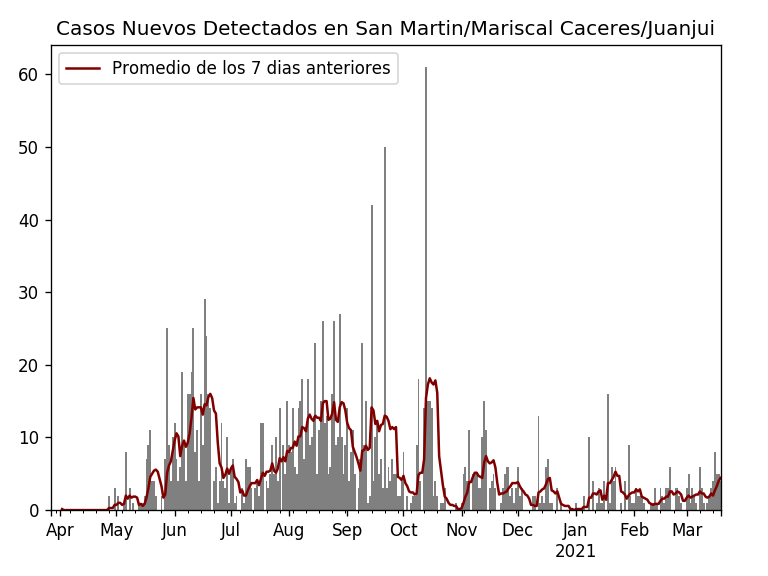 Casos Nuevos Detectados en San Martin/Mariscal Caceres/Juanjui
Promedio de los 7 dias anteriores
60
50
40
30
20
10
0
Apr May Jun Jul Aug Sep Oct Nov Dec Jan Feb Mar
2021